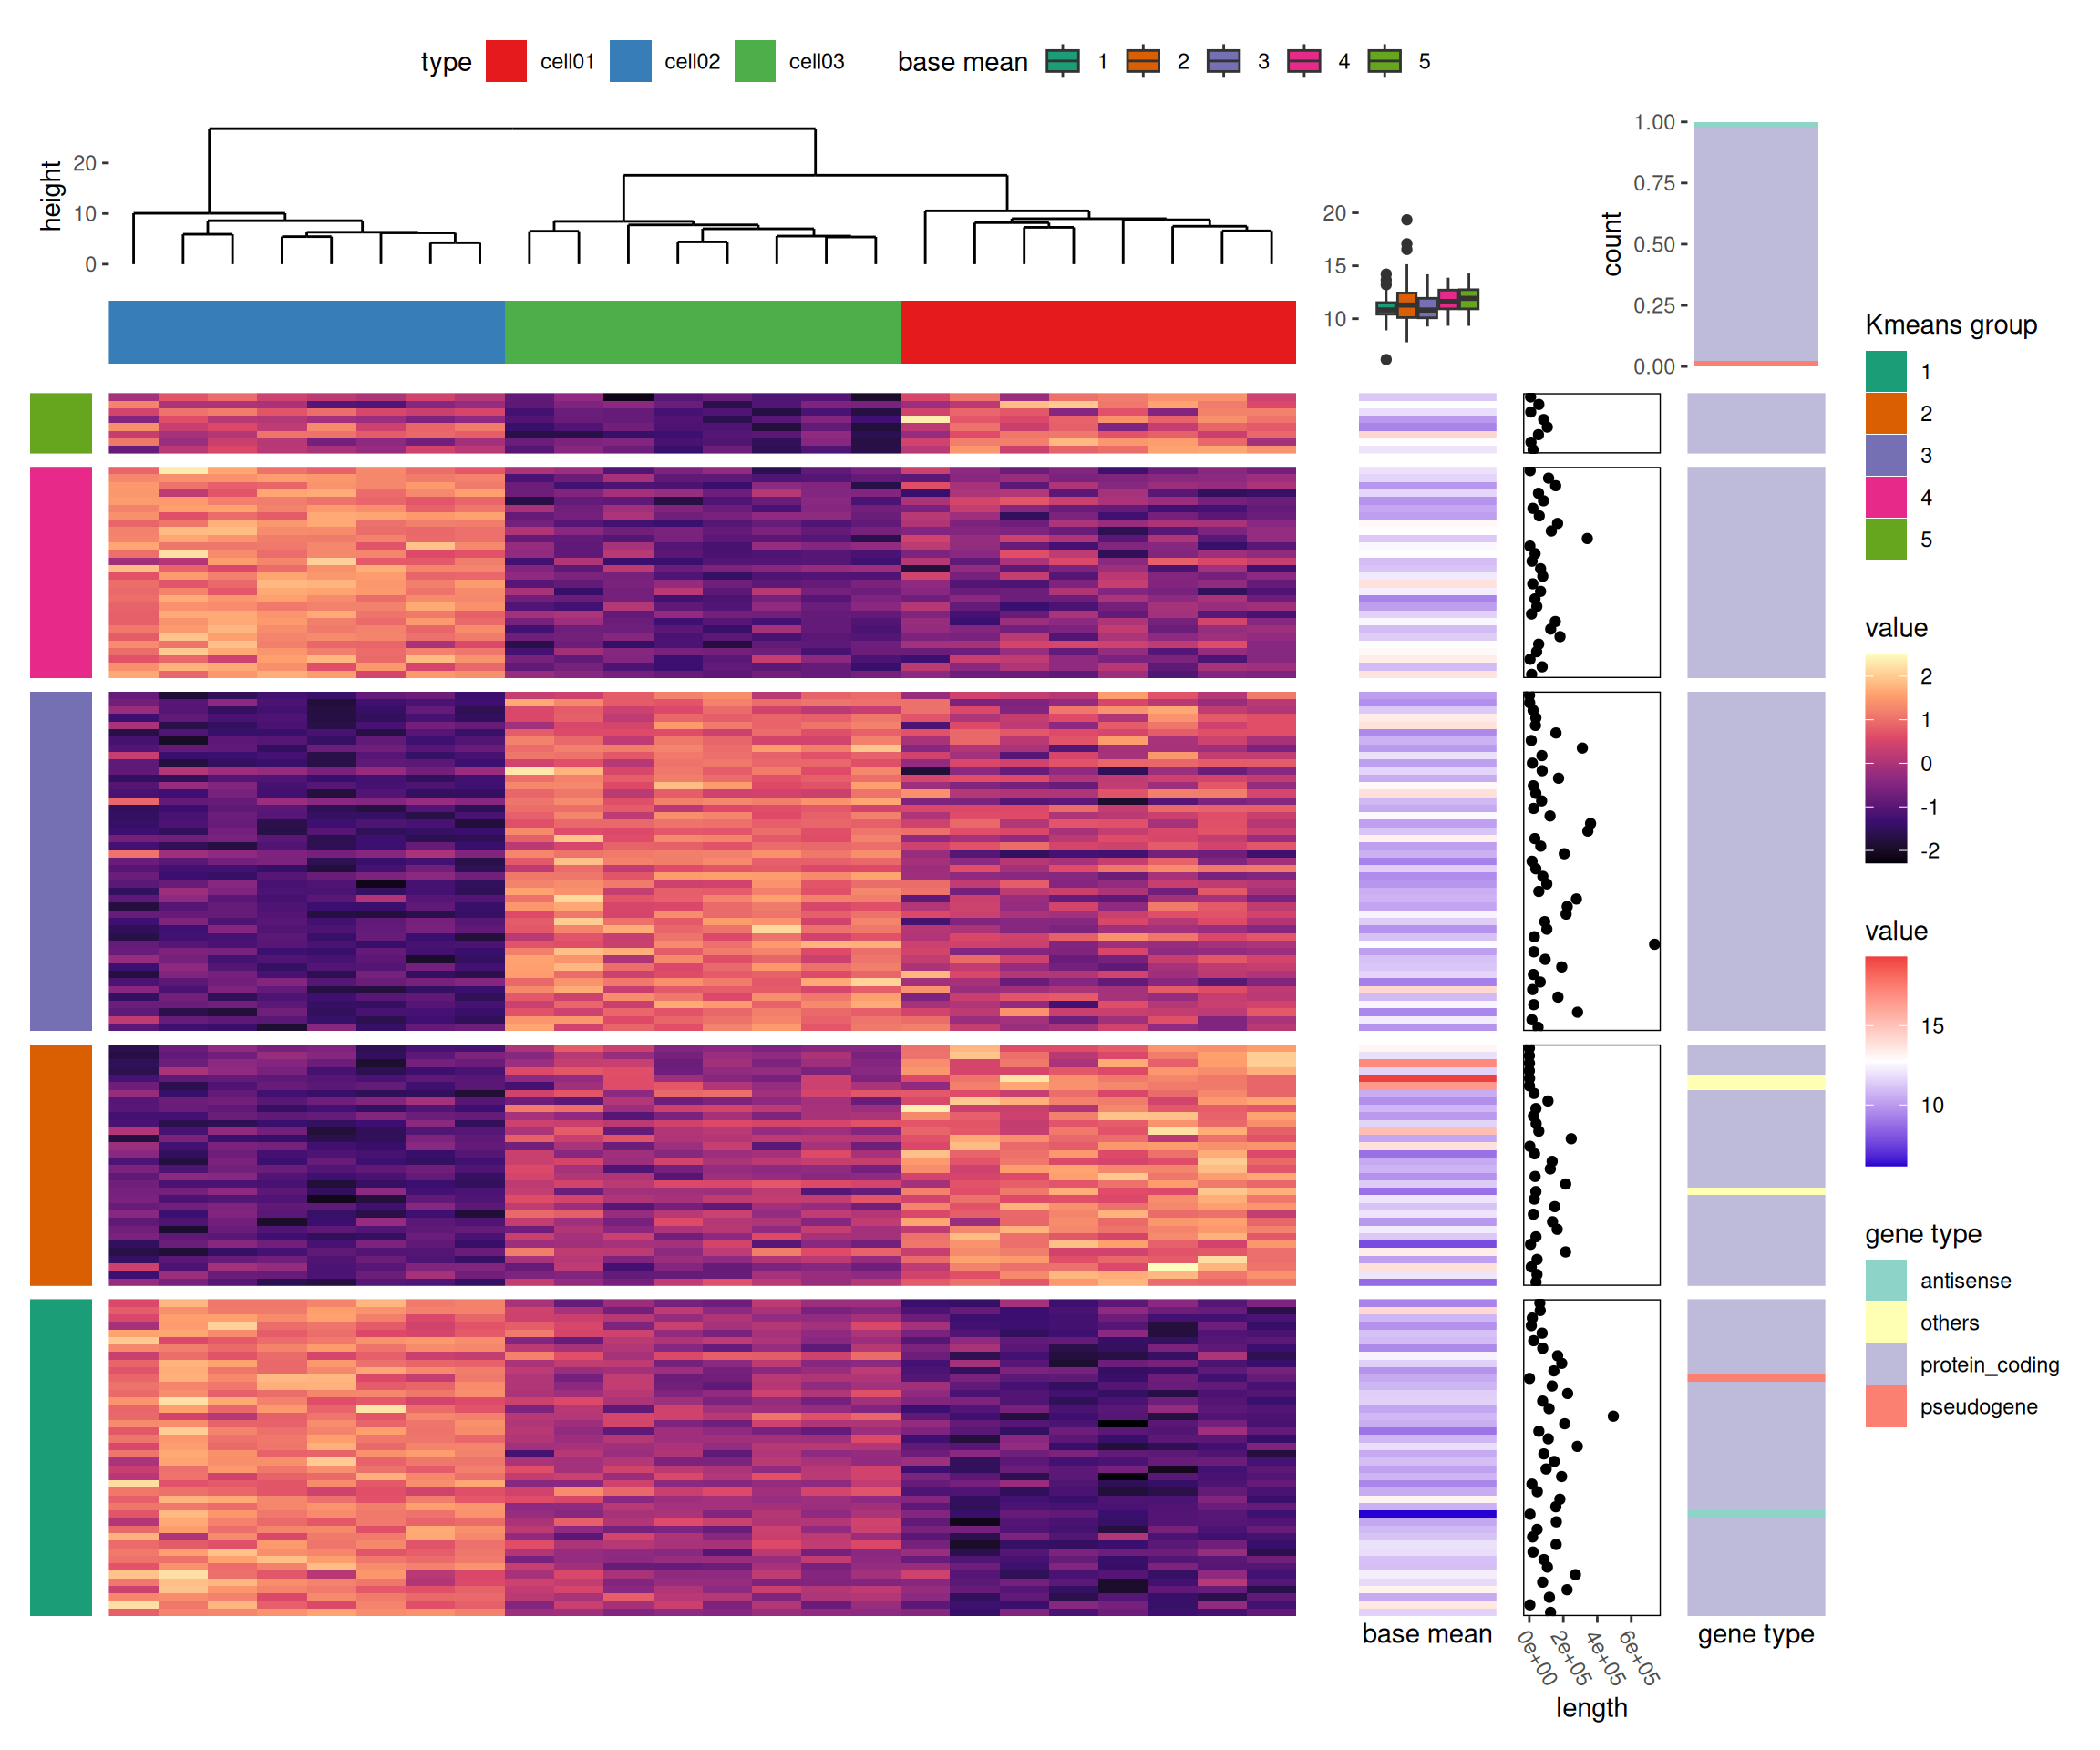 type cell01 cell02 cell03 base mean 1 2 3 4 5
height
20
10
0
20
15
10
count
1.00
0.75
0.50
0.25
0.00
Kmeans group
1
2
3
4
5
value
2
1
0
-1
-2
value
15
10
gene type
antisense
others
protein_coding
pseudogene
base mean
0e+00 2e+05 4e+05 6e+05
length
gene type